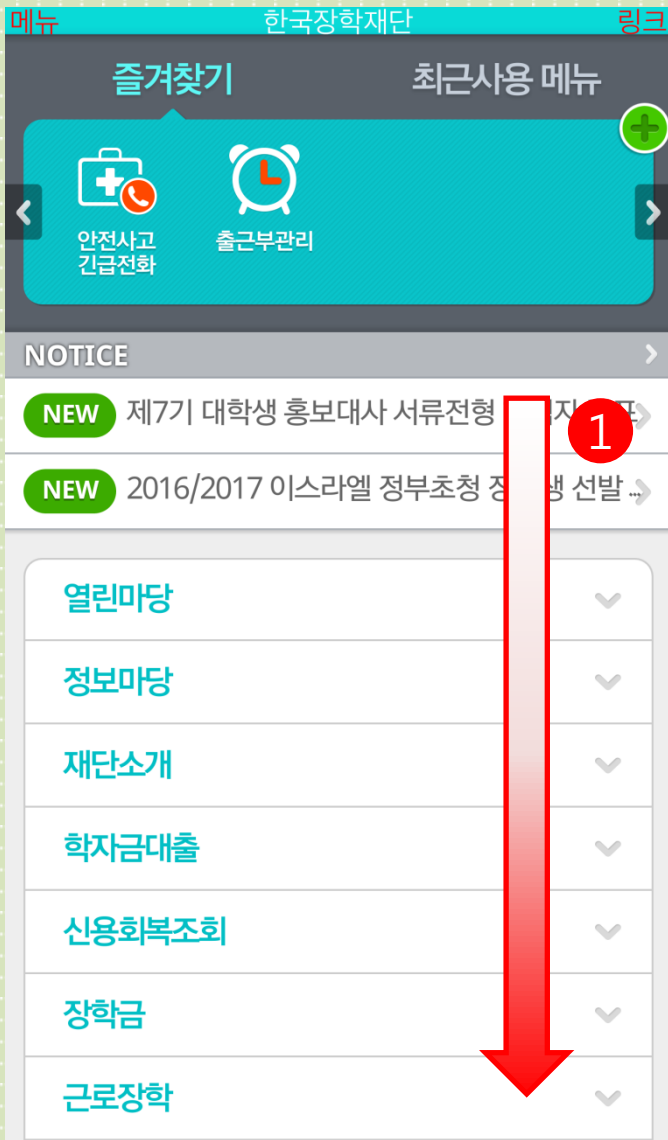 메뉴 한국장학재단 링크
즐겨찾기 최근사용 메뉴
안전사고
긴급전화
출근부관리
NOTICE
NEW 제7기 대학생 홍보대사 서류전형
1
NEW 2016/2017 이스라엘 정부초청 선발 ...
열린마당
정보마당
재단소개
학자금대출
신용회복조회
장학금
근로장학